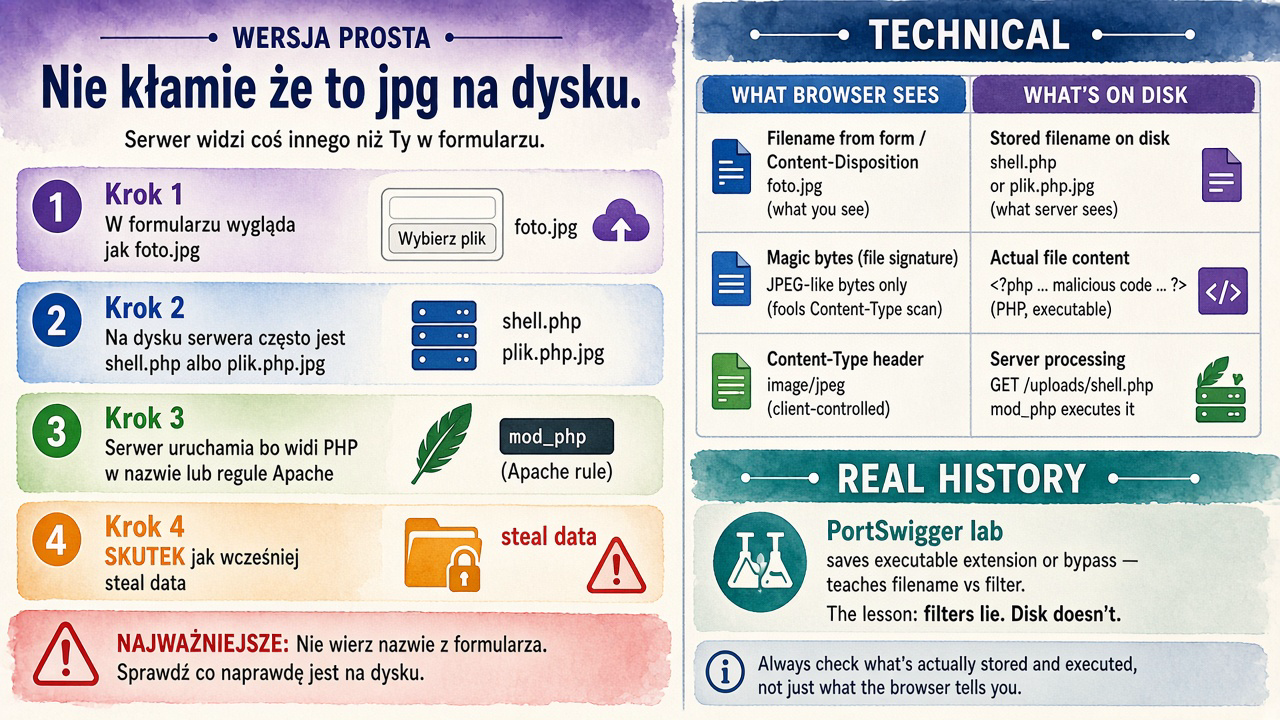 WERSJA PROSTA
Nie kłamie że to jpg na dysku.
Serwer widzi coś innego niż Ty w formularzu.
1
Krok 1
W formularzu wygląda
jak foto.jpg
Wybierz plik
foto.jpg
2
Krok 2
Na dysku serwera często jest
shell.php albo plik.php.jpg
shell.php
plik.php.jpg
3
Krok 3
Serwer uruchamia bo widi PHP
w nazwie lub regule Apache
mod_php
(Apache rule)
4
Krok 4
SKUTEK jak wcześniej
steal data
steal data
NAJWAŻNIEJSZE: Nie wierz nazwie z formularza.
Sprawdź co naprawdę jest na dysku.
TECHNICAL
WHAT BROWSER SEES
WHAT'S ON DISK
Filename from form /
Content-Disposition
foto.jpg
(what you see)
Stored filename on disk
shell.php
or plik.php.jpg
(what server sees)
Magic bytes (file signature)
JPEG-like bytes only
(fools Content-Type scan)
Actual file content
<?php ... malicious code ... ?>
(PHP, executable)
</>
Content-Type header
image/jpeg
(client-controlled)
Server processing
GET /uploads/shell.php
mod_php executes it
REAL HISTORY
PortSwigger lab
saves executable extension or bypass —
teaches filename vs filter.
The lesson: filters lie. Disk doesn't.
i
Always check what's actually stored and executed,
not just what the browser tells you.